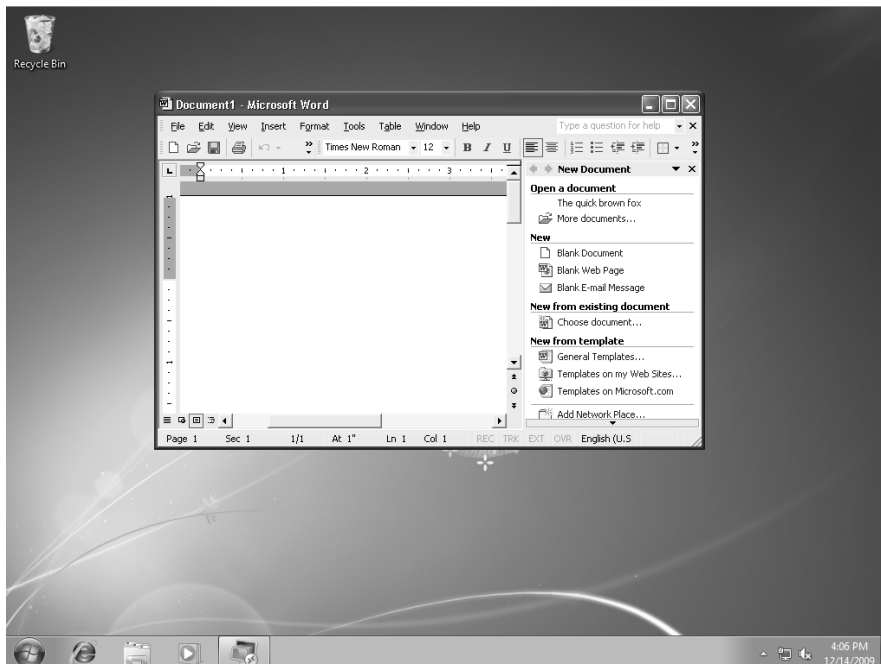 Recycle Bin
Document1 - Microsoft Word
File Edit View Insert Format Tools Table Window Help
Type a question for help
Times New Roman 12 B I U
1 2 3
New Document
Open a document
The quick brown fox
More documents...
New
Blank Document
Blank Web Page
Blank E-mail Message
New from existing document
Choose document...
New from template
General Templates...
Templates on my Web Sites...
Templates on Microsoft.com
Add Network Place...
Page 1 Sec 1 1/1 At 1" Ln 1 Col 1 REC TRK EXT OVR English (U.S
4:06 PM
12/14/2009